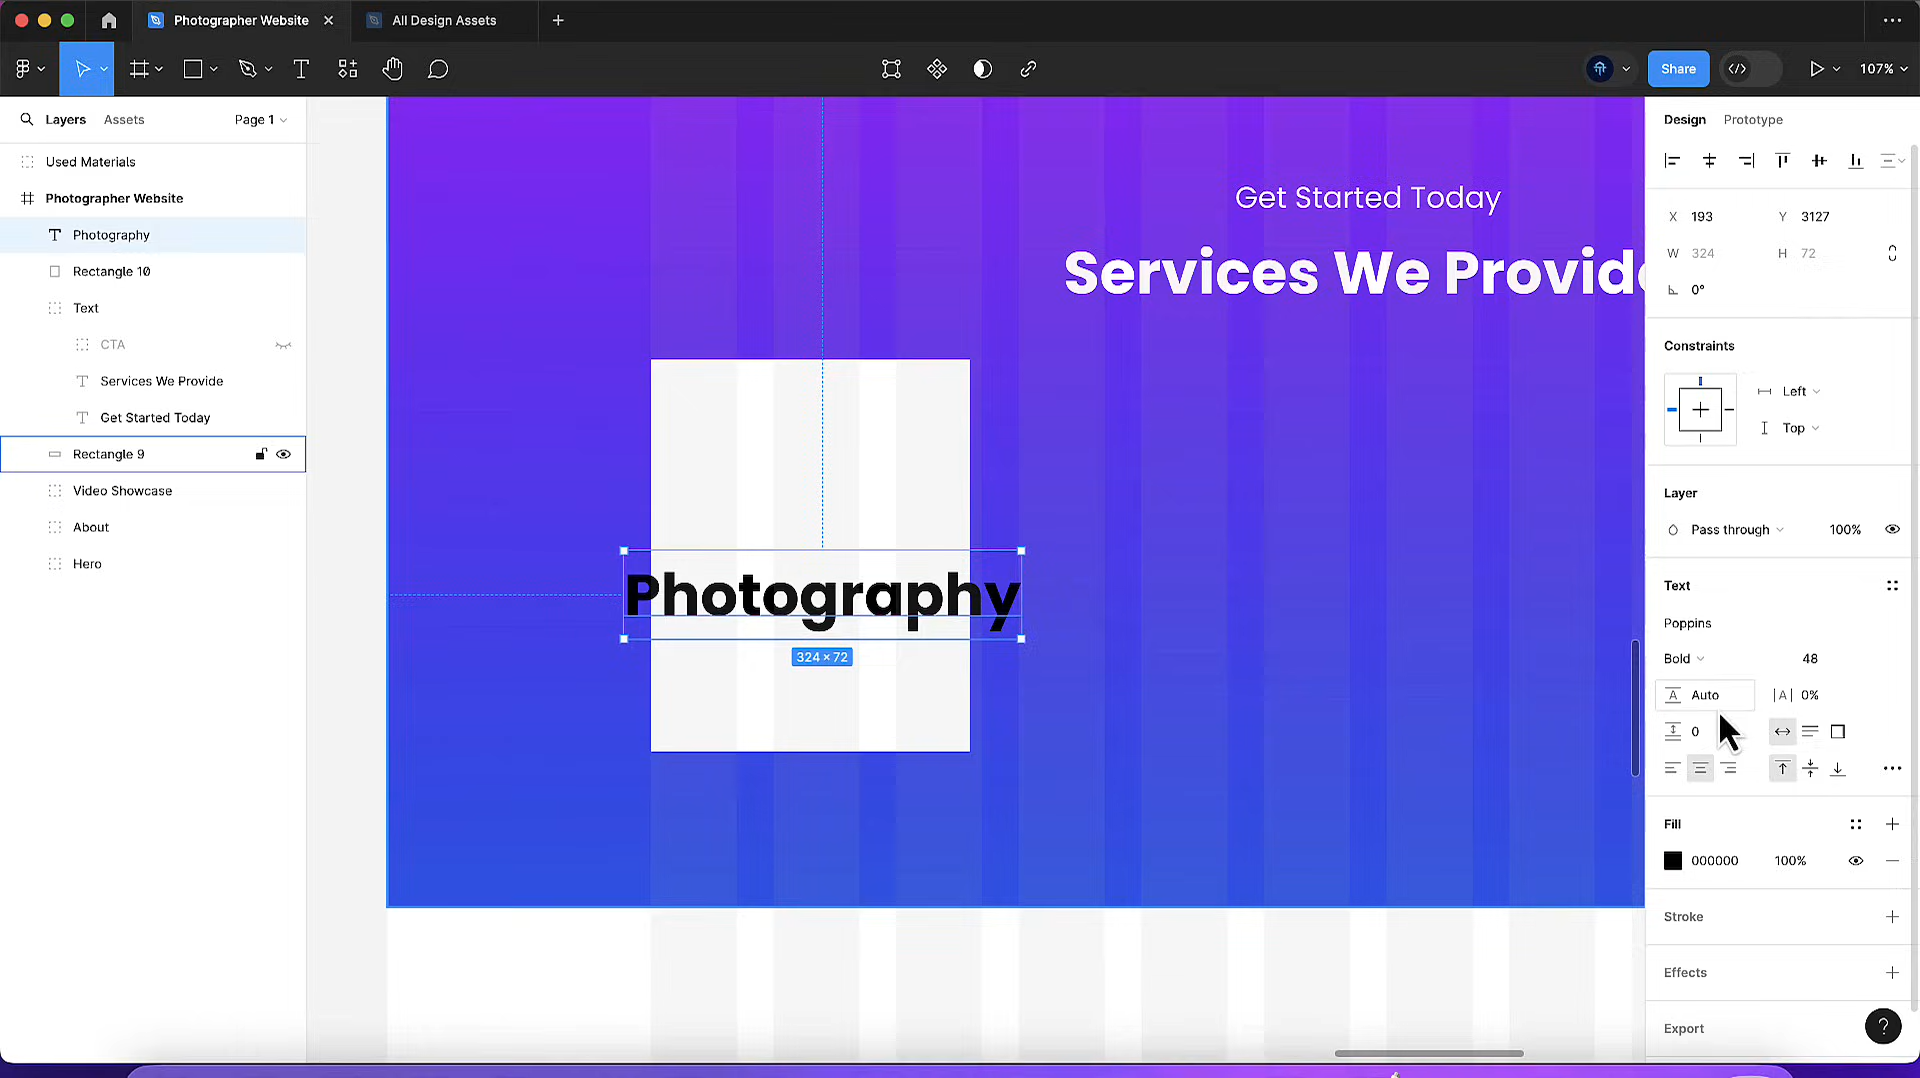 Photographer Website
All Design Assets
Share
107%
Layers
Assets
Page 1
Used Materials
Photographer Website
Photography
Rectangle 10
Text
CTA
Services We Provide
Get Started Today
Rectangle 9
Video Showcase
About
Hero
Get Started Today
Services We Provide
Photography
324 × 72
Design
Prototype
X 193
Y 3127
W 324
H 72
0°
Constraints
Left
Top
Layer
Pass through
100%
Text
Poppins
Bold
48
A Auto
|A| 0%
0
Fill
000000
100%
Stroke
Effects
Export
?